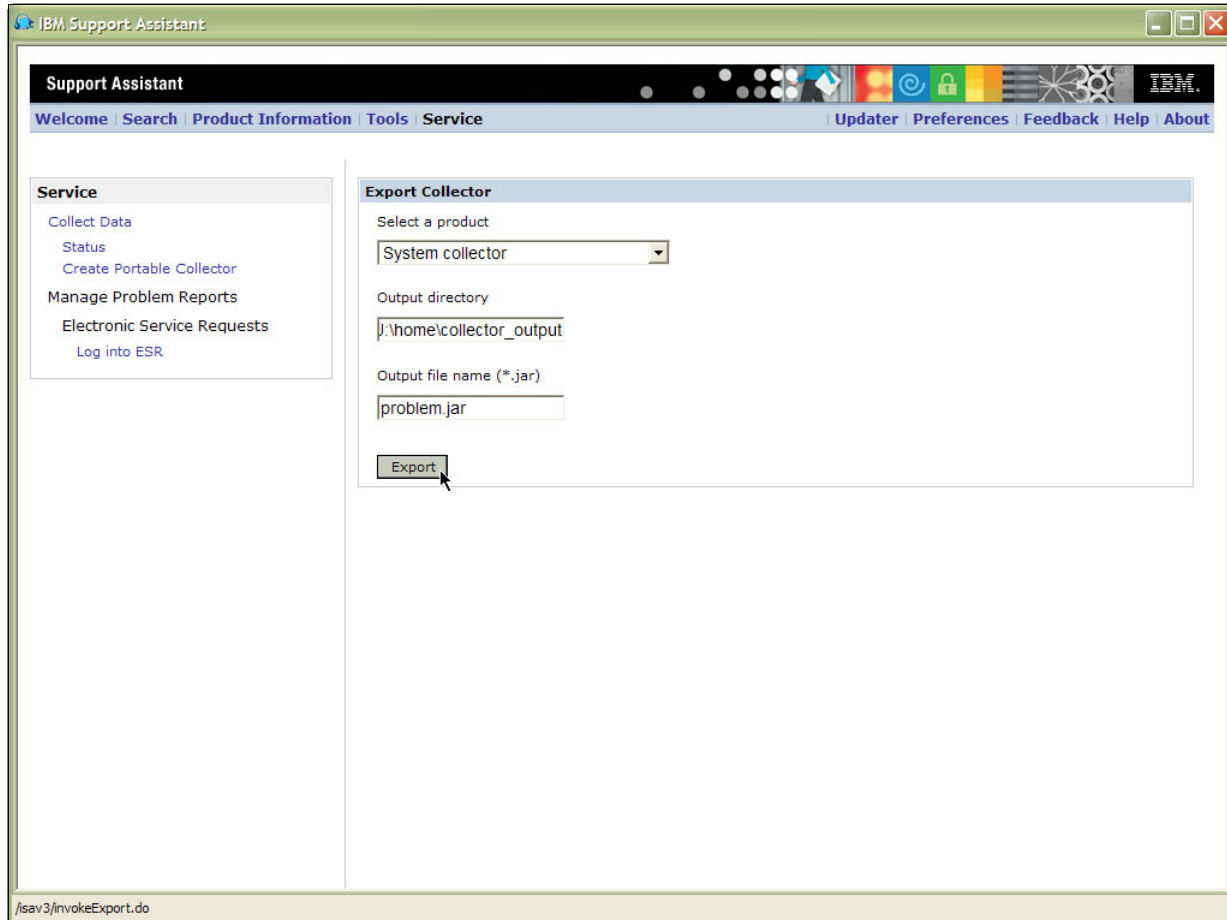 IBM Support Assistant
Support Assistant
IBM.
Welcome | Search | Product Information | Tools | Service | Updater | Preferences | Feedback | Help | About
Service
Collect Data
Status
Create Portable Collector
Manage Problem Reports
Electronic Service Requests
Log into ESR
Export Collector
Select a product
System collector
Output directory
J:\home\collector_output
Output file name (*.jar)
problem.jar
Export
/isav3/invokeExport.do